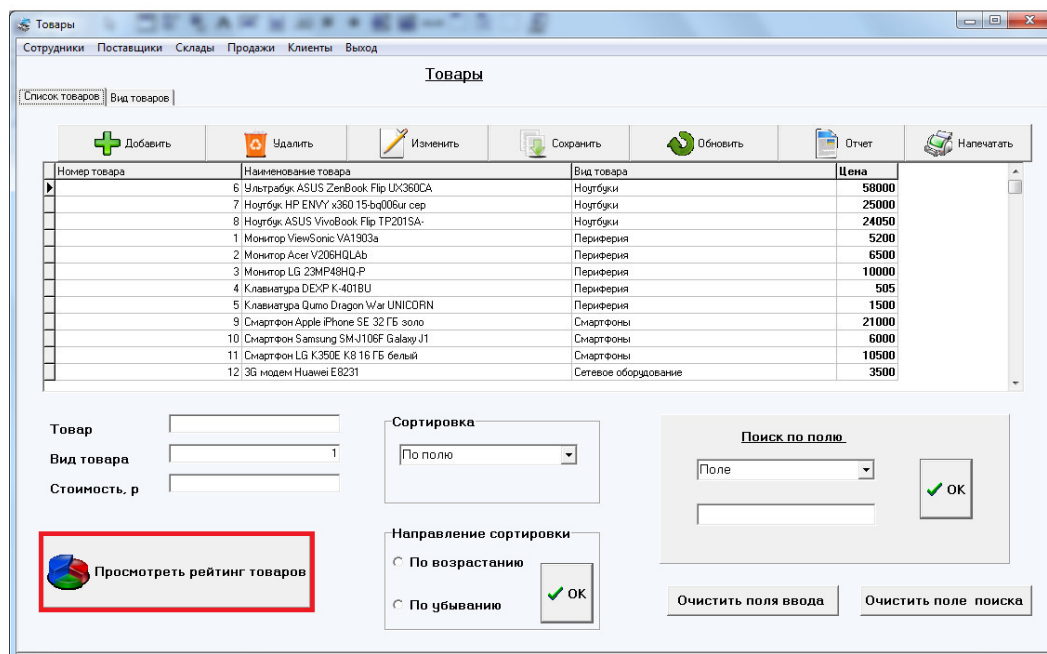 Товары
Сотрудники Поставщики Склады Продажи Клиенты Выход
Товары
Список товаров Вид товаров
Добавить Удалить Изменить Сохранить Обновить Отчет Напечатать
Номер товара Наименование товара Вид товара Цена
6 Ультрабук ASUS ZenBook Flip UX360CA Ноутбуки 58000
7 Ноутбук HP ENVY x360 15-bq006ur сер Ноутбуки 25000
8 Ноутбук ASUS VivoBook Flip TP201SA- Ноутбуки 24050
1 Монитор ViewSonic VA1903a Периферия 5200
2 Монитор Acer V206HQLAb Периферия 6500
3 Монитор LG 23MP48HQ-P Периферия 10000
4 Клавиатура DEXP K-401BU Периферия 505
5 Клавиатура Qumo Dragon War UNICORN Периферия 1500
9 Смартфон Apple iPhone SE 32 ГБ золо Смартфоны 21000
10 Смартфон Samsung SM-J106F Galaxy J1 Смартфоны 6000
11 Смартфон LG K350E K8 16 ГБ белый Смартфоны 10500
12 3G модем Huawei E8231 Сетевое оборудование 3500
Товар
Вид товара 1
Стоимость, р
Сортировка
По полю
Поиск по полю
Поле
OK
Просмотреть рейтинг товаров
Направление сортировки
По возрастанию
По убыванию
OK
Очистить поля ввода Очистить поле поиска